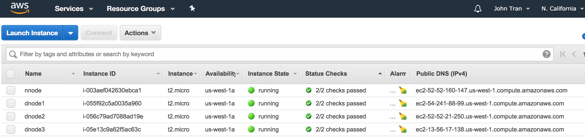 aws Services Resource Groups John Tran N. California
Launch Instance Connect Actions
Filter by tags and attributes or search by keyword
Name Instance ID Instance Availability Instance State Status Checks Alarm Public DNS (IPv4)
nnode i-003aef042630ebca1 t2.micro us-west-1a running 2/2 checks passed ... ec2-52-52-160-147.us-west-1.compute.amazonaws.com
dnode1 i-055f92c5a0035a960 t2.micro us-west-1a running 2/2 checks passed ... ec2-54-241-88-99.us-west-1.compute.amazonaws.com
dnode2 i-056c79ad7088ad19e t2.micro us-west-1a running 2/2 checks passed ... ec2-52-52-21-250.us-west-1.compute.amazonaws.com
dnode3 i-05e13c9a62f5ac63c t2.micro us-west-1a running 2/2 checks passed ... ec2-13-56-17-138.us-west-1.compute.amazonaws.com